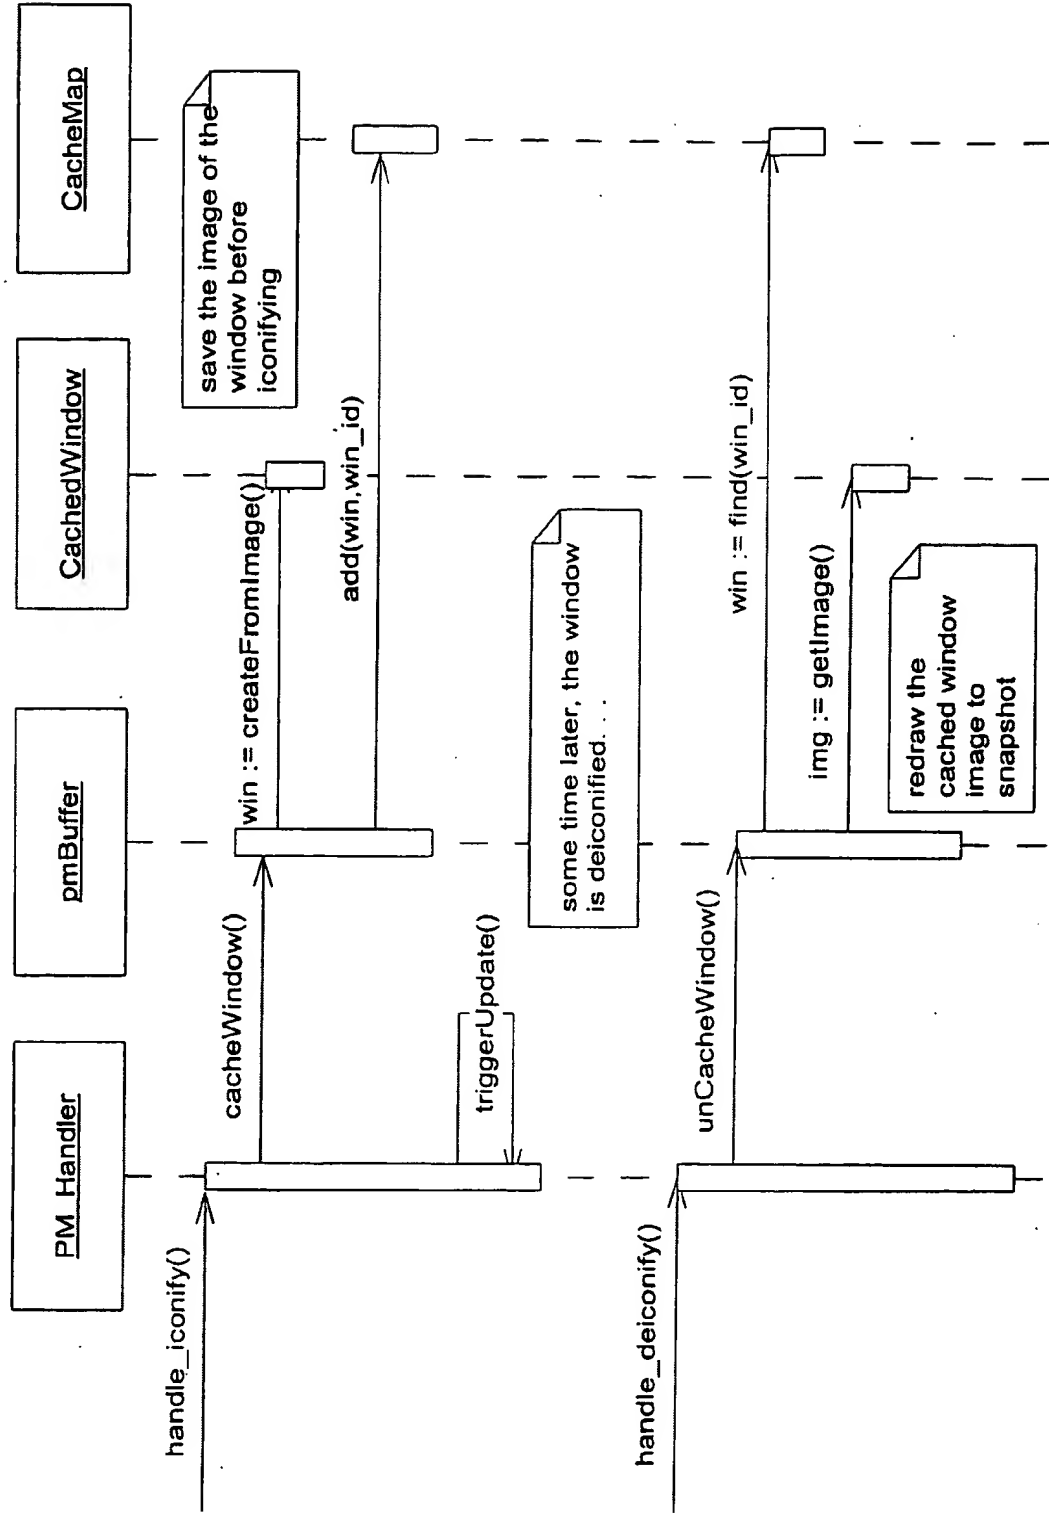 PM_Handler
pmBuffer
CachedWindow
CacheMap
handle_iconify()
cacheWindow()
win := createFromImage()
save the image of the
window before
iconifying
add(win,win_id)
triggerUpdate()
some time later, the window
is deiconified. . .
handle_deiconify()
unCacheWindow()
win := find(win_id)
img := getImage()
redraw the
cached window
image to
snapshot